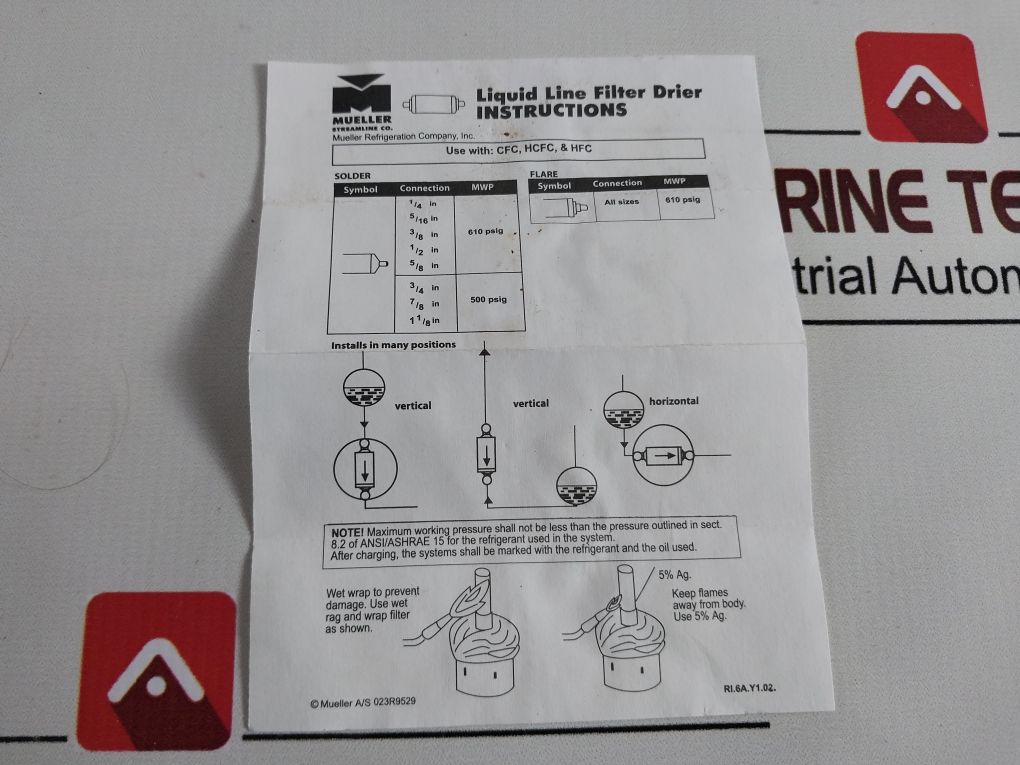 MUELLER
STREAMLINE CO.
Mueller Refrigeration Company, Inc.
Liquid Line Filter Drier
INSTRUCTIONS
Use with: CFC, HCFC, & HFC
SOLDER
Symbol Connection MWP
1/4 in
5/16 in
3/8 in
1/2 in
5/8 in
610 psig
3/4 in
7/8 in
1 1/8 in
500 psig
FLARE
Symbol Connection MWP
All sizes 610 psig
Installs in many positions
vertical
vertical
horizontal
NOTE! Maximum working pressure shall not be less than the pressure outlined in sect.
8.2 of ANSI/ASHRAE 15 for the refrigerant used in the system.
After charging, the systems shall be marked with the refrigerant and the oil used.
Wet wrap to prevent
damage. Use wet
rag and wrap filter
as shown.
5% Ag.
Keep flames
away from body.
Use 5% Ag.
© Mueller A/S 023R9529
RI.6A.Y1.02.
RINE TE
trial Autom